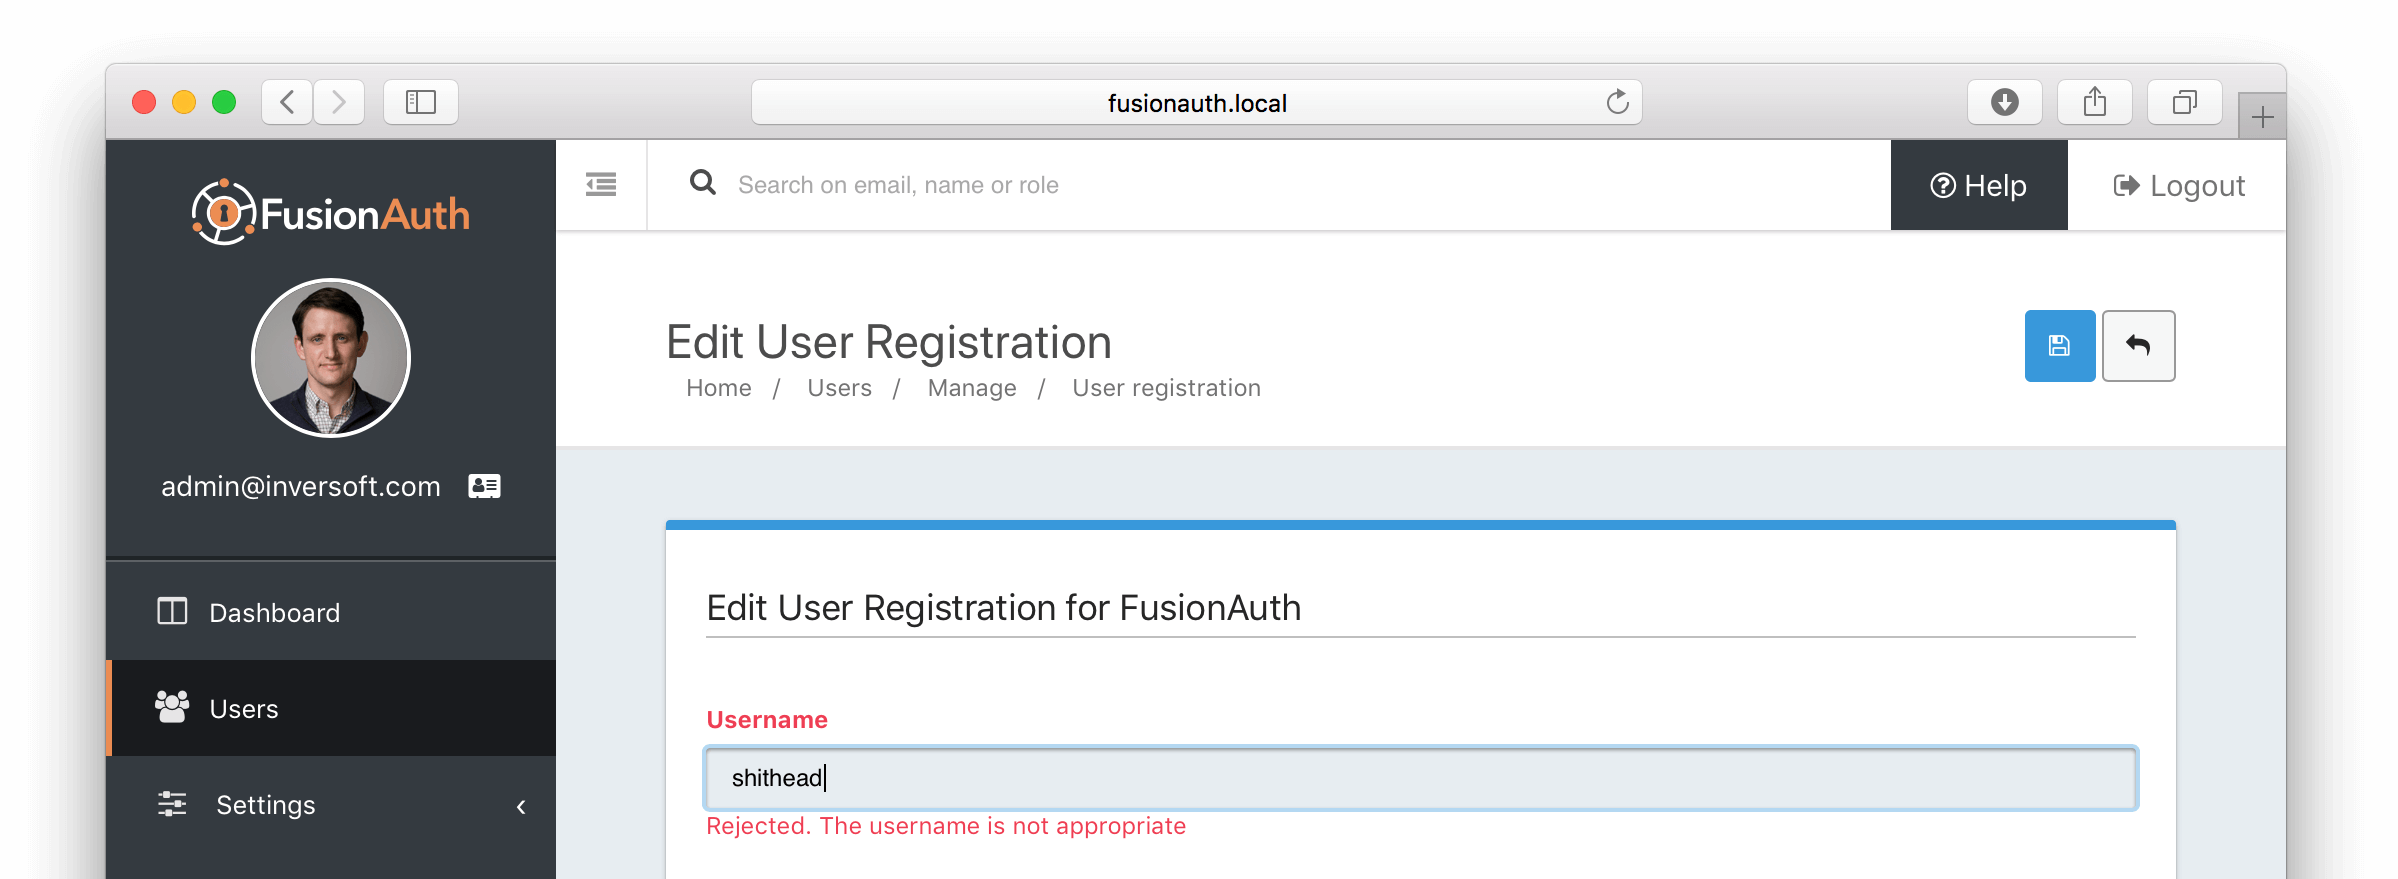 fusionauth.local
FusionAuth
Search on email, name or role
Help
Logout
Edit User Registration
Home / Users / Manage / User registration
admin@inversoft.com
Dashboard
Users
Settings
Edit User Registration for FusionAuth
Username
shithead
Rejected. The username is not appropriate